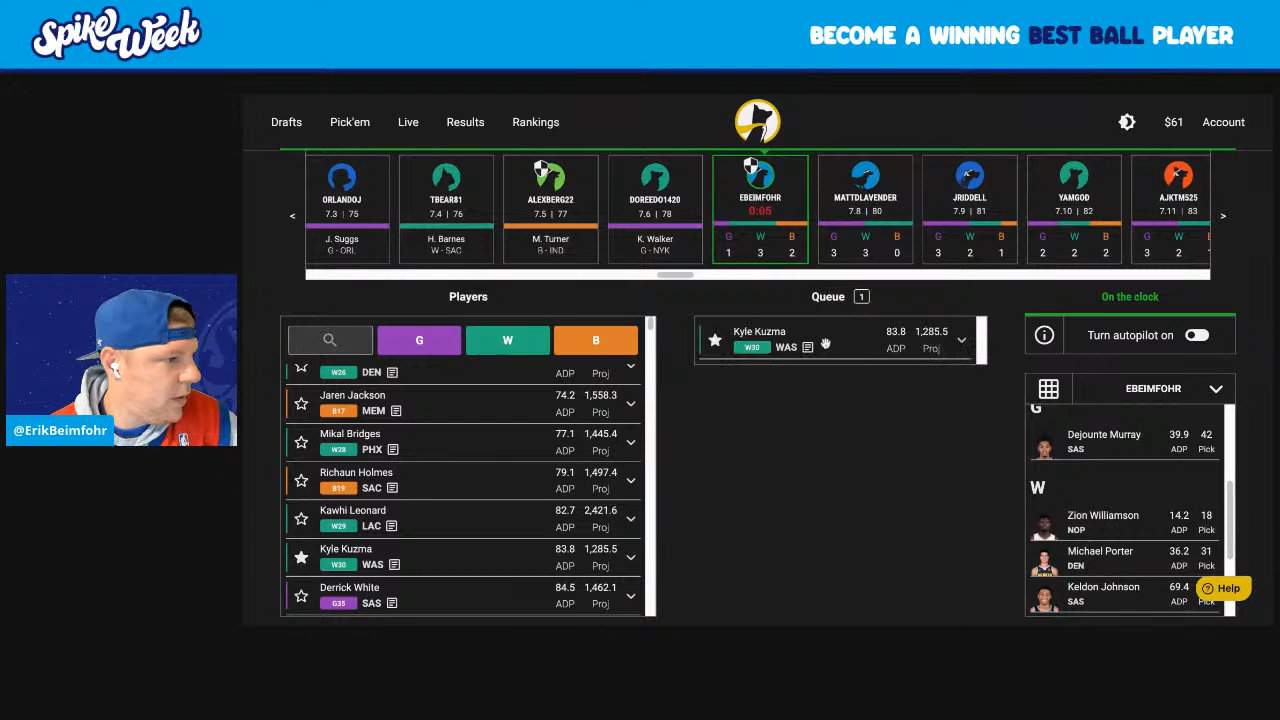 Spike Week
BECOME A WINNING BEST BALL PLAYER
Drafts Pick'em Live Results Rankings $61 Account
< ORLANDOJ TBEAR81 ALEXBERG22 DOREEDO1420 EBEIMFOHR MATTDLAVENDER JRIDDELL YAMGOD AJKTM525 >
7.3 | 75 7.4 | 76 7.5 | 77 7.6 | 78 0:05 7.8 | 80 7.9 | 81 7.10 | 82 7.11 | 83
J. Suggs H. Barnes M. Turner K. Walker G W B G W B G W B G W B G W
G - ORL W - SAC B - IND G - NYK 1 3 2 3 3 0 3 2 1 2 2 2 3 2
Players
G W B
W26 DEN ADP Proj
Jaren Jackson 74.2 1,558.3
B17 MEM ADP Proj
Mikal Bridges 77.1 1,445.4
W28 PHX ADP Proj
Richaun Holmes 79.1 1,497.4
B19 SAC ADP Proj
Kawhi Leonard 82.7 2,421.6
W29 LAC ADP Proj
Kyle Kuzma 83.8 1,285.5
W30 WAS ADP Proj
Derrick White 84.5 1,462.1
G35 SAS ADP Proj
Queue 1
Kyle Kuzma 83.8 1,285.5
W30 WAS ADP Proj
On the clock
Turn autopilot on
EBEIMFOHR
G
Dejounte Murray 39.9 42
SAS ADP Pick
W
Zion Williamson 14.2 18
NOP ADP Pick
Michael Porter 36.2 31
DEN ADP Pick
Keldon Johnson 69.4
SAS ADP Pick
Help
@ErikBeimfohr